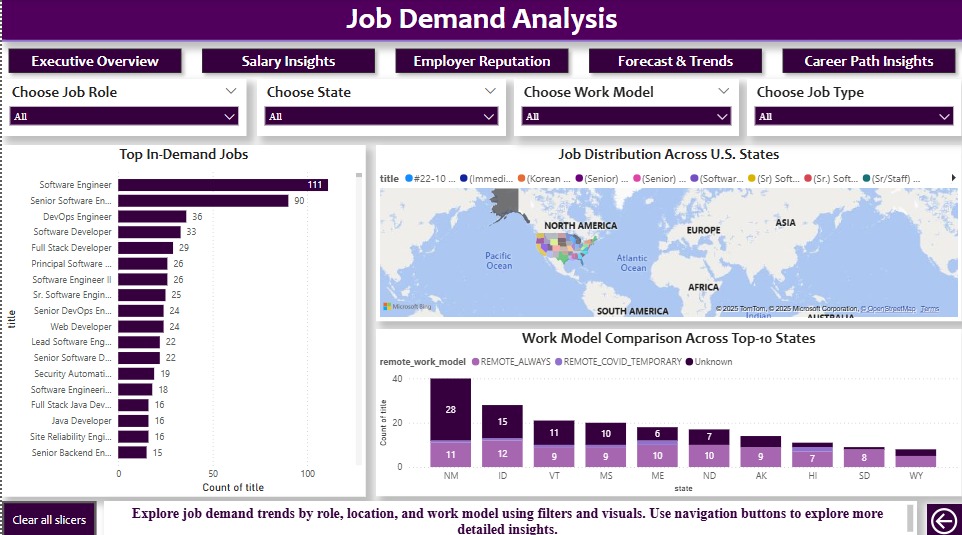 Job Demand Analysis
Executive Overview
Salary Insights
Employer Reputation
Forecast & Trends
Career Path Insights
Choose Job Role
All
Choose State
All
Choose Work Model
All
Choose Job Type
All
Top In-Demand Jobs
title
Software Engineer 111
Senior Software En... 90
DevOps Engineer 36
Software Developer 33
Full Stack Developer 29
Principal Software ... 26
Software Engineer II 26
Sr. Software Engin... 25
Senior DevOps En... 24
Web Developer 24
Lead Software Eng... 22
Senior Software D... 22
Security Automati... 19
Software Engineeri... 18
Full Stack Java Dev... 16
Java Developer 16
Site Reliability Engi... 16
Senior Backend En... 15
0 50 100
Count of title
Job Distribution Across U.S. States
title #22-10 ... (Immedi... (Korean ... (Senior) ... (Senior) ... (Softwar... (Sr) Soft... (Sr.) Soft... (Sr/Staff) ...
NORTH AMERICA
EUROPE
ASIA
Pacific
Ocean
Atlantic
Ocean
AFRICA
SOUTH AMERICA
Indian
AUSTRALIA
Microsoft Bing
© 2025 TomTom, © 2025 Microsoft Corporation, © OpenStreetMap Terms
Work Model Comparison Across Top-10 States
remote_work_model REMOTE_ALWAYS REMOTE_COVID_TEMPORARY Unknown
Count of title
40
20
0
28 15 11 10 6 7
11 12 9 9 10 10 9 7 8
NM ID VT MS ME ND AK HI SD WY
state
Clear all slicers
Explore job demand trends by role, location, and work model using filters and visuals. Use navigation buttons to explore more
detailed insights.